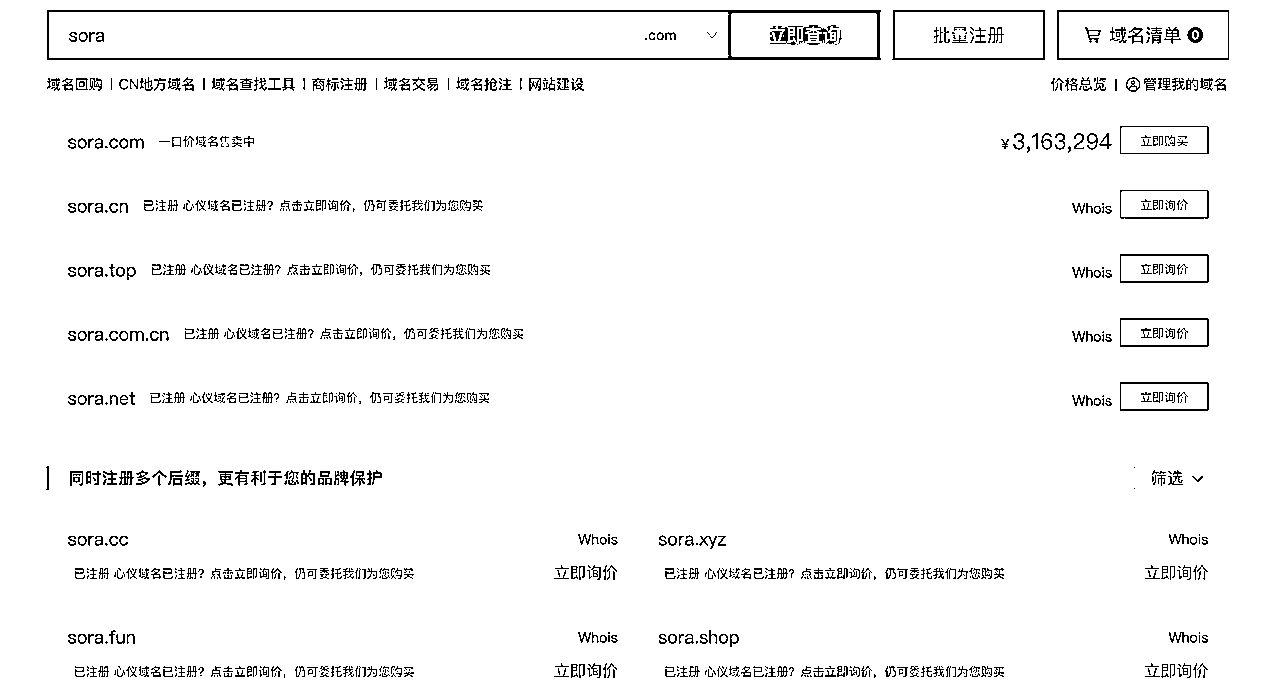 sora .com 立即查询 批量注册 域名清单 0
域名回购 | CN地方域名 | 域名查找工具 | 商标注册 | 域名交易 | 域名抢注 | 网站建设 价格总览 | 管理我的域名
sora.com 一口价域名售卖中 ¥3,163,294 立即购买
sora.cn 已注册 心仪域名已注册？点击立即询价，仍可委托我们为您购买 Whois 立即询价
sora.top 已注册 心仪域名已注册？点击立即询价，仍可委托我们为您购买 Whois 立即询价
sora.com.cn 已注册 心仪域名已注册？点击立即询价，仍可委托我们为您购买 Whois 立即询价
sora.net 已注册 心仪域名已注册？点击立即询价，仍可委托我们为您购买 Whois 立即询价
同时注册多个后缀，更有利于您的品牌保护 筛选
sora.cc Whois sora.xyz Whois
已注册 心仪域名已注册？点击立即询价，仍可委托我们为您购买 立即询价 已注册 心仪域名已注册？点击立即询价，仍可委托我们为您购买 立即询价
sora.fun Whois sora.shop Whois
已注册 心仪域名已注册？点击立即询价，仍可委托我们为您购买 立即询价 已注册 心仪域名已注册？点击立即询价，仍可委托我们为您购买 立即询价